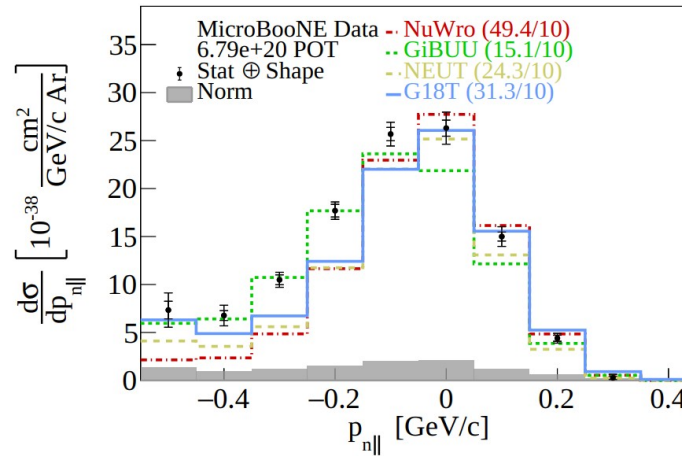 MicroBooNE Data
6.79e+20 POT
Stat ⊕ Shape
Norm
NuWro (49.4/10)
GiBUU (15.1/10)
NEUT (24.3/10)
G18T (31.3/10)
dσ/dp_{n||} [10^{-38} cm^2/(GeV/c Ar)]
35
30
25
20
15
10
5
0
−0.4 −0.2 0 0.2 0.4
p_{n||} [GeV/c]